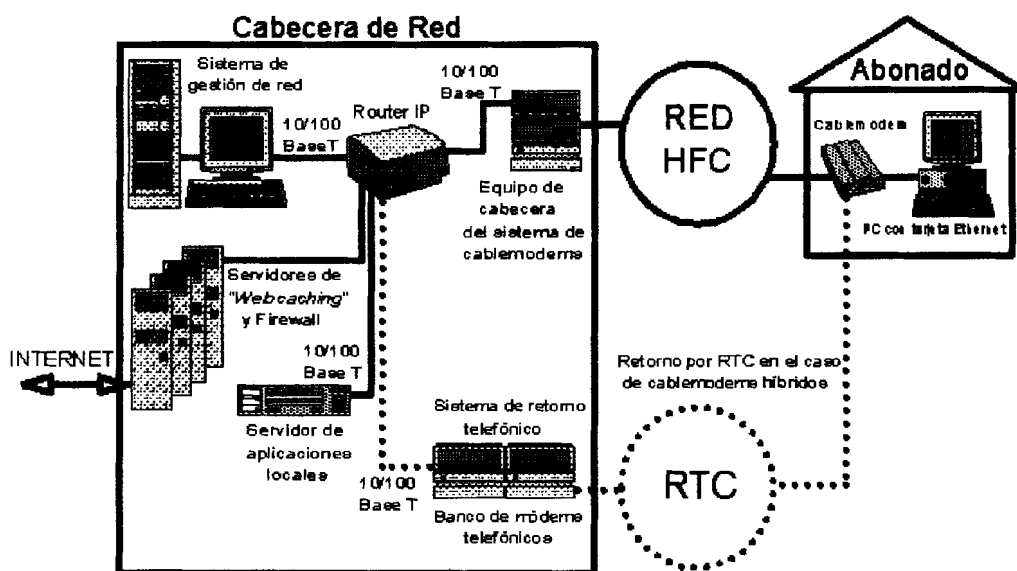 Cabecera de Red
Sistema de
gestión de red
10/100
Base T
Router IP
10/100
Base T
Equipo de
cabecera
del sistema de
cablemodems
RED
HFC
Abonado
Cablemodem
PC con tarjeta Ethernet
Servidores de
"Webcaching"
y Firewall
INTERNET
10/100
Base T
Servidor de
aplicaciones
locales
Sistema de retorno
telefónico
10/100
Base T
Banco de módems
telefónicos
Retorno por RTC en el caso
de cablemodems híbridos
RTC